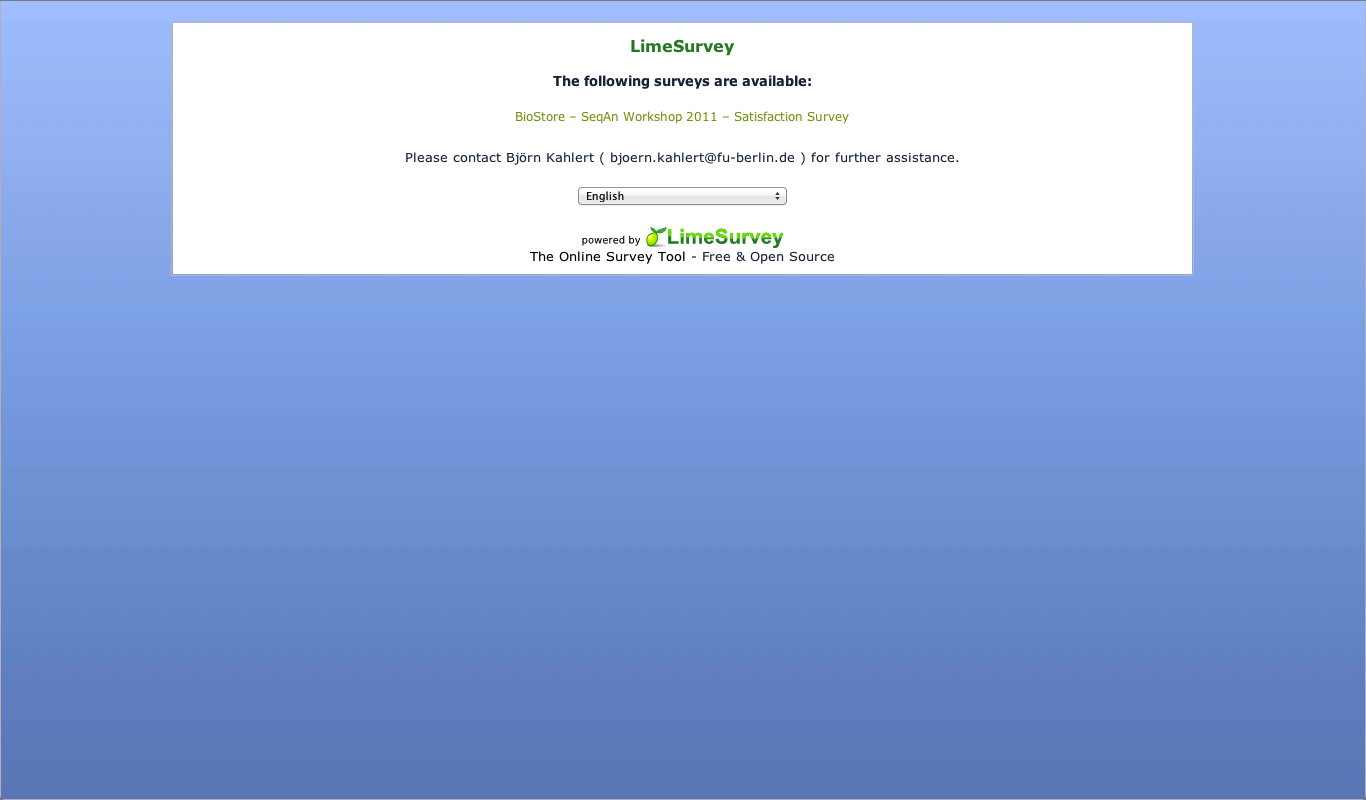 LimeSurvey
The following surveys are available:
BioStore – SeqAn Workshop 2011 – Satisfaction Survey
Please contact Björn Kahlert ( bjoern.kahlert@fu-berlin.de ) for further assistance.
English
powered by LimeSurvey
The Online Survey Tool - Free & Open Source